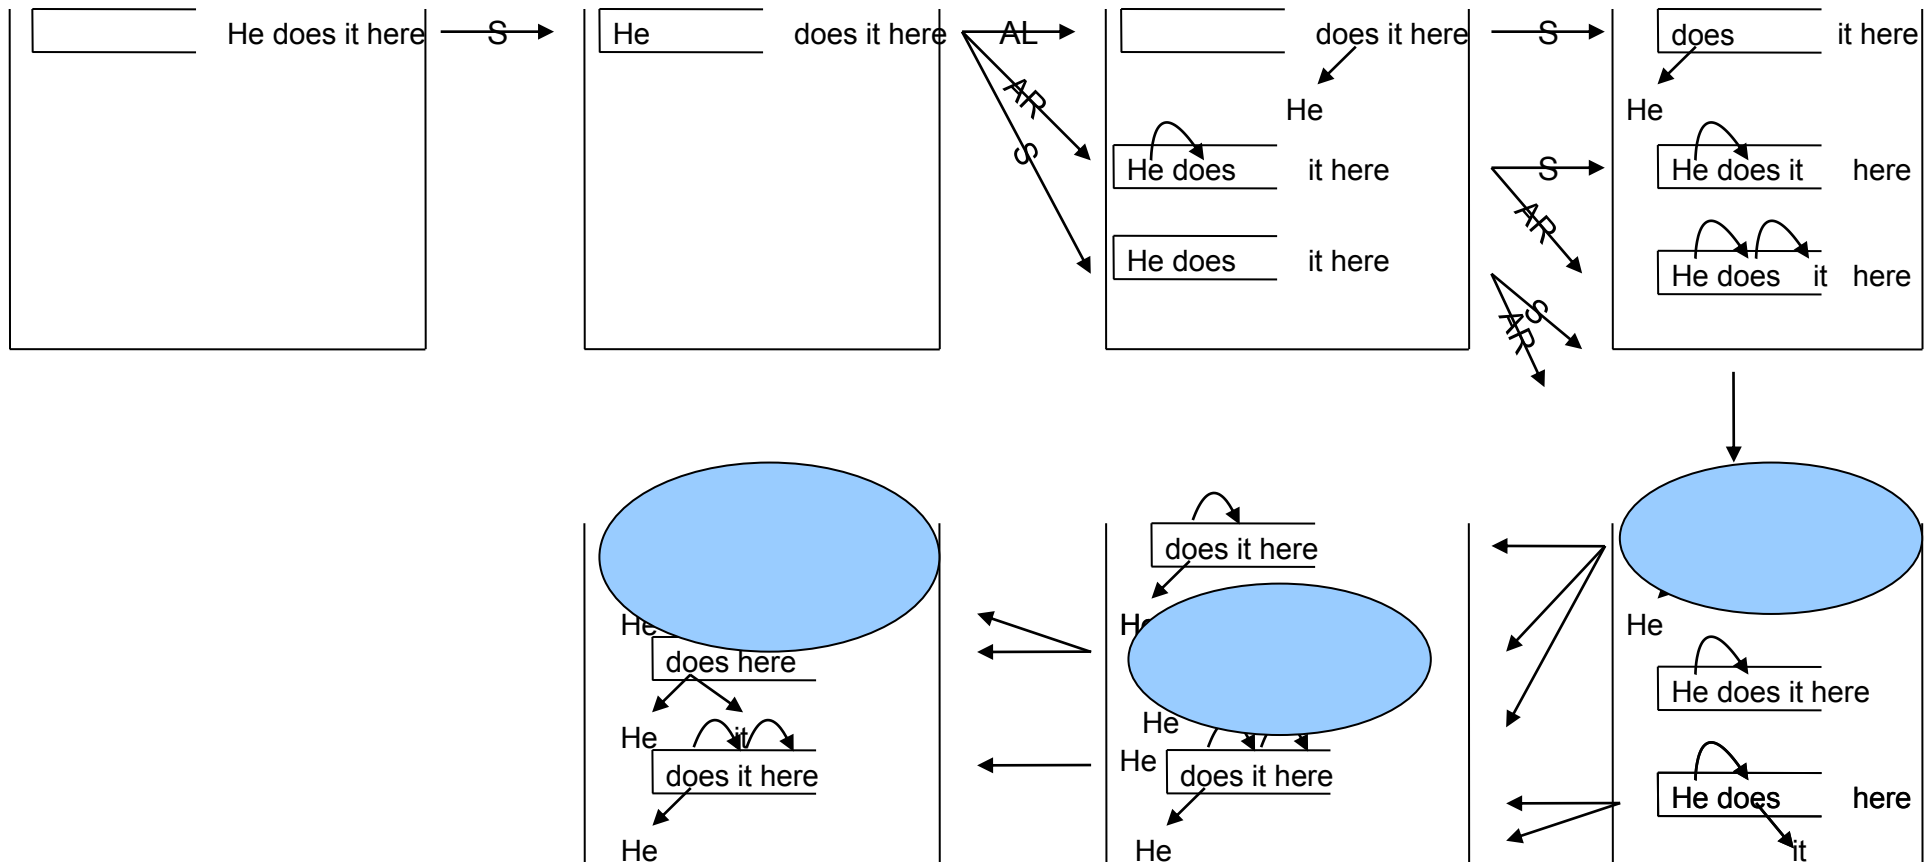 He does it here S He does it here AL does it here S does it here
He He
AR
S
He does it here S He does it here
AR
He does it here He does it here
S
AR
does it here
He He He
does here
He does it here
He it He
does it here He does it here He does here
He He it